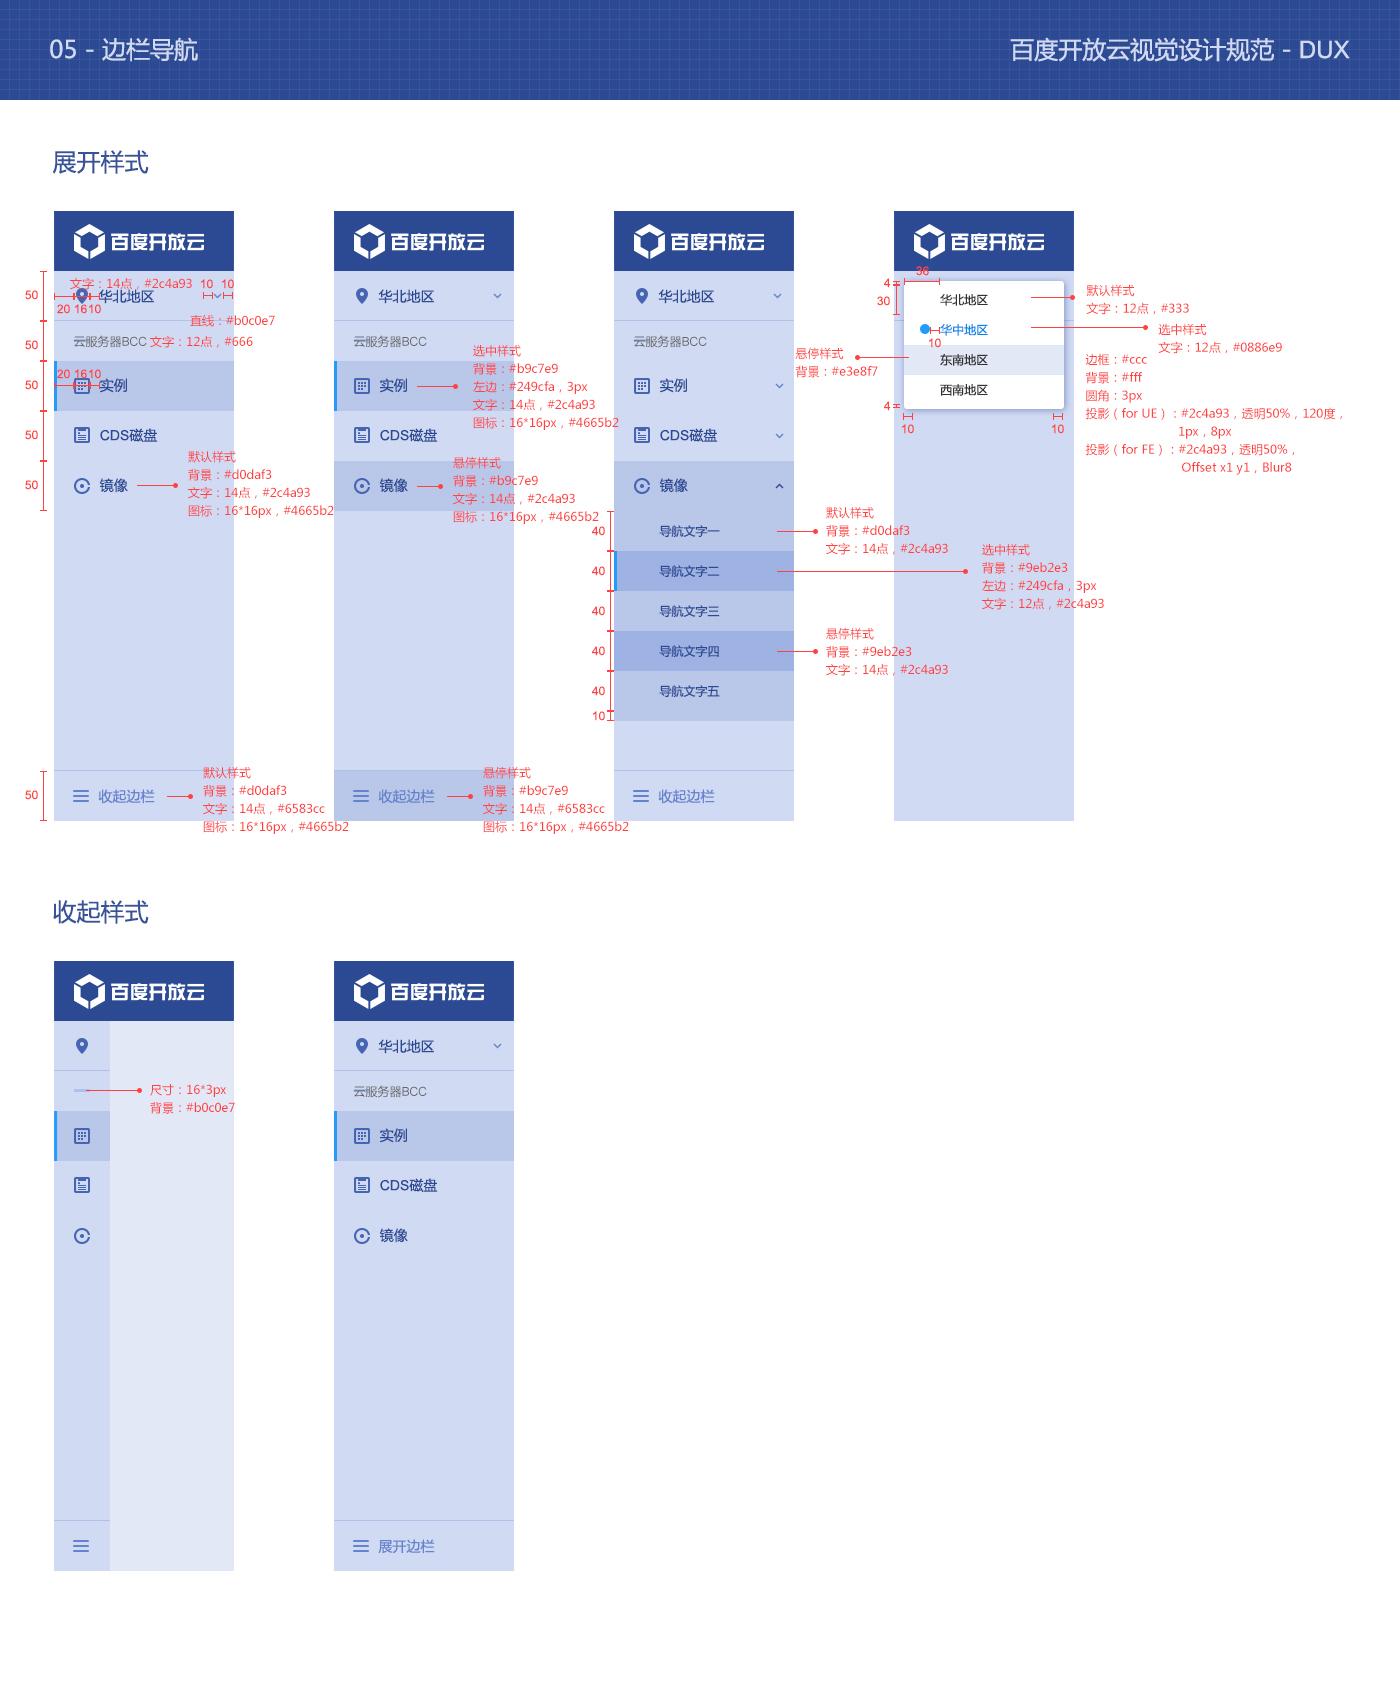 05 - 边栏导航
百度开放云视觉设计规范 - DUX
展开样式
百度开放云
文字：14点，#2c4a93
10 10
50
华北地区
20 16 10
直线：#b0c0e7
50
云服务器BCC
文字：12点，#666
20 16 10
50
实例
50
CDS磁盘
50
镜像
默认样式
背景：#d0daf3
文字：14点，#2c4a93
图标：16*16px，#4665b2
50
收起边栏
默认样式
背景：#d0daf3
文字：14点，#6583cc
图标：16*16px，#4665b2
百度开放云
华北地区
云服务器BCC
实例
选中样式
背景：#b9c7e9
左边：#249cfa，3px
文字：14点，#2c4a93
图标：16*16px，#4665b2
CDS磁盘
镜像
悬停样式
背景：#b9c7e9
文字：14点，#2c4a93
图标：16*16px，#4665b2
收起边栏
悬停样式
背景：#b9c7e9
文字：14点，#6583cc
图标：16*16px，#4665b2
百度开放云
华北地区
云服务器BCC
实例
CDS磁盘
镜像
40
导航文字一
默认样式
背景：#d0daf3
文字：14点，#2c4a93
40
导航文字二
选中样式
背景：#9eb2e3
左边：#249cfa，3px
文字：12点，#2c4a93
40
导航文字三
40
导航文字四
悬停样式
背景：#9eb2e3
文字：14点，#2c4a93
40
导航文字五
10
收起边栏
百度开放云
36
4
30
华北地区
默认样式
文字：12点，#333
华中地区
10
选中样式
文字：12点，#0886e9
悬停样式
背景：#e3e8f7
东南地区
西南地区
4
10
10
边框：#ccc
背景：#fff
圆角：3px
投影（for UE）：#2c4a93，透明50%，120度，
1px，8px
投影（for FE）：#2c4a93，透明50%，
Offset x1 y1，Blur8
收起样式
百度开放云
尺寸：16*3px
背景：#b0c0e7
百度开放云
华北地区
云服务器BCC
实例
CDS磁盘
镜像
展开边栏